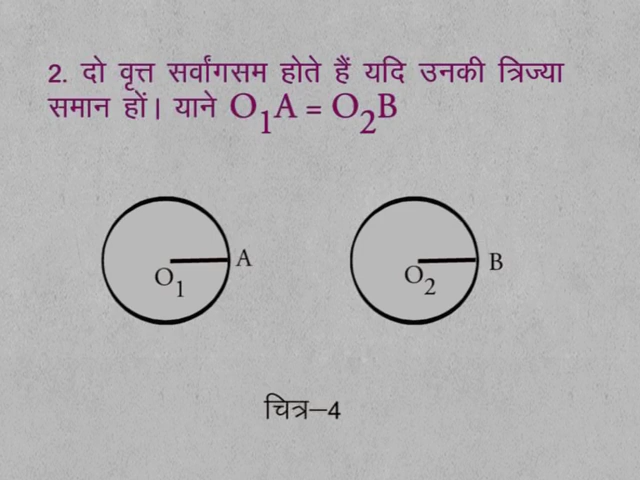 2. दो वृत्त सर्वांगसम होते हैं यदि उनकी त्रिज्या
समान हों। याने O₁A = O₂B
A
O₁
B
O₂
चित्र–4